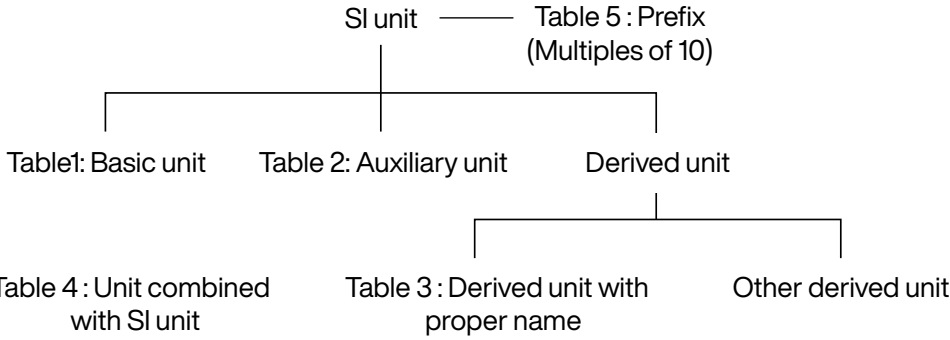 SI unit
Table 5 : Prefix
(Multiples of 10)
Table1: Basic unit
Table 2: Auxiliary unit
Derived unit
Table 4 : Unit combined
with SI unit
Table 3 : Derived unit with
proper name
Other derived unit